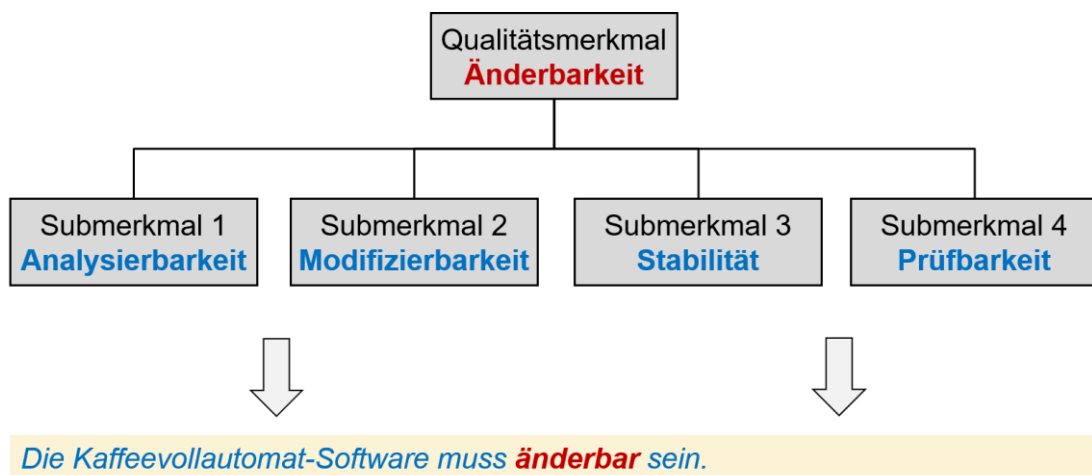 Qualitätsmerkmal
Änderbarkeit
Submerkmal 1
Analysierbarkeit
Submerkmal 2
Modifizierbarkeit
Submerkmal 3
Stabilität
Submerkmal 4
Prüfbarkeit
Die Kaffeevollautomat-Software muss änderbar sein.